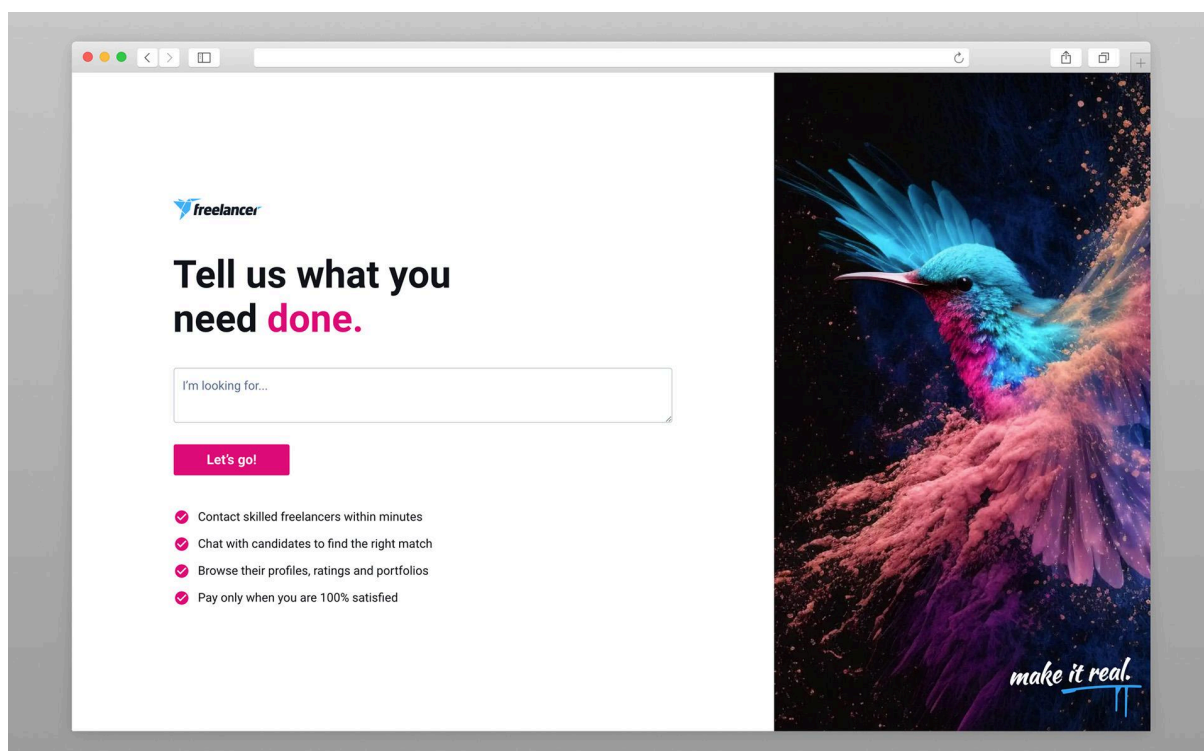 freelancer
Tell us what you
need done.
I'm looking for...
Let's go!
Contact skilled freelancers within minutes
Chat with candidates to find the right match
Browse their profiles, ratings and portfolios
Pay only when you are 100% satisfied
make it real.